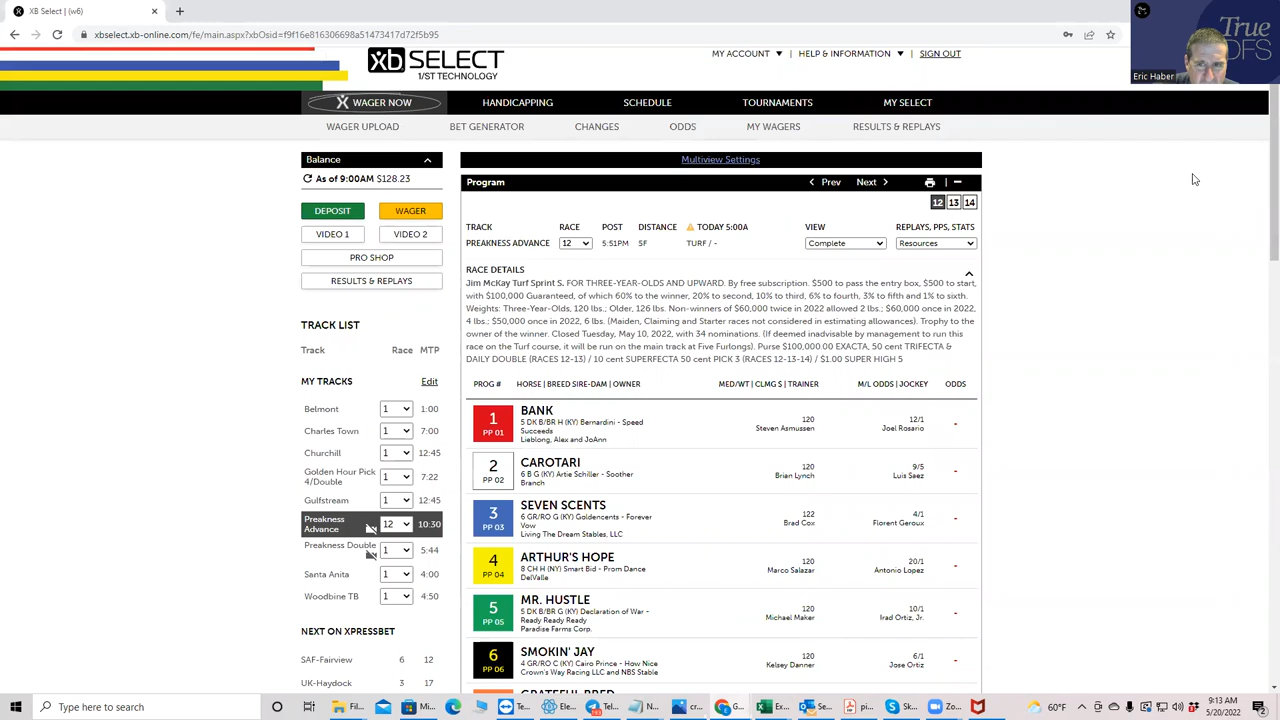 XB Select | (w6)
xbselect.xb-online.com/fe/main.aspx?xbOsid=f9f16e816306698a51473417d72f5b95
True
DFS
Eric Haber
xb SELECT
1/ST TECHNOLOGY
MY ACCOUNT | HELP & INFORMATION | SIGN OUT
WAGER NOW HANDICAPPING SCHEDULE TOURNAMENTS MY SELECT
WAGER UPLOAD BET GENERATOR CHANGES ODDS MY WAGERS RESULTS & REPLAYS
Balance
As of 9:00AM $128.23
DEPOSIT WAGER
VIDEO 1 VIDEO 2
PRO SHOP
RESULTS & REPLAYS
TRACK LIST
Track Race MTP
MY TRACKS Edit
Belmont 1 1:00
Charles Town 1 7:00
Churchill 1 12:45
Golden Hour Pick
4/Double 1 7:22
Gulfstream 1 12:45
Preakness
Advance 12 10:30
Preakness Double 1 5:44
Santa Anita 1 4:00
Woodbine TB 1 4:50
NEXT ON XPRESSBET
SAF-Fairview 6 12
UK-Haydock 3 17
Multiview Settings
Program Prev Next
12 13 14
TRACK RACE POST DISTANCE TODAY 5:00A VIEW REPLAYS, PPS, STATS
PREAKNESS ADVANCE 12 5:51PM 5F TURF / - Complete Resources
RACE DETAILS
Jim McKay Turf Sprint S. FOR THREE-YEAR-OLDS AND UPWARD. By free subscription. $500 to pass the entry box, $500 to start,
with $100,000 Guaranteed, of which 60% to the winner, 20% to second, 10% to third, 6% to fourth, 3% to fifth and 1% to sixth.
Weights: Three-Year-Olds, 120 lbs.; Older, 126 lbs. Non-winners of $60,000 twice in 2022 allowed 2 lbs.; $60,000 once in 2022,
4 lbs.; $50,000 once in 2022, 6 lbs. (Maiden, Claiming and Starter races not considered in estimating allowances). Trophy to the
owner of the winner. Closed Tuesday, May 10, 2022, with 34 nominations. (If deemed inadvisable by management to run this
race on the Turf course, it will be run on the main track at Five Furlongs). Purse $100,000.00 EXACTA, 50 cent TRIFECTA &
DAILY DOUBLE (RACES 12-13) / 10 cent SUPERFECTA 50 cent PICK 3 (RACES 12-13-14) / $1.00 SUPER HIGH 5
PROG # HORSE | BREED SIRE-DAM | OWNER MED/WT | CLMG $ | TRAINER M/L ODDS | JOCKEY ODDS
1
PP 01
BANK
5 DK B/BR H (KY) Bernardini - Speed
Succeeds
Lieblong, Alex and JoAnn
120
Steven Asmussen
12/1
Joel Rosario
-
2
PP 02
CAROTARI
6 B G (KY) Artie Schiller - Soother
Branch
120
Brian Lynch
9/5
Luis Saez
-
3
PP 03
SEVEN SCENTS
6 GR/RO G (KY) Goldencents - Forever
Vow
Living The Dream Stables, LLC
122
Brad Cox
4/1
Florent Geroux
-
4
PP 04
ARTHUR'S HOPE
8 CH H (NY) Smart Bid - Prom Dance
DelValle
120
Marco Salazar
20/1
Antonio Lopez
-
5
PP 05
MR. HUSTLE
5 DK B/BR G (KY) Declaration of War -
Ready Ready Ready
Paradise Farms Corp.
120
Michael Maker
10/1
Irad Ortiz, Jr.
-
6
PP 06
SMOKIN' JAY
4 GR/RO C (KY) Cairo Prince - How Nice
Crown's Way Racing LLC and NBS Stable
120
Kelsey Danner
6/1
Jose Ortiz
-
GRATEFUL BRED
Type here to search
Fil... Mi... Te... Ele... Tel... N... cr... G... Ex... Se... pi... Sk... Zo...
60°F
9:13 AM
5/20/2022